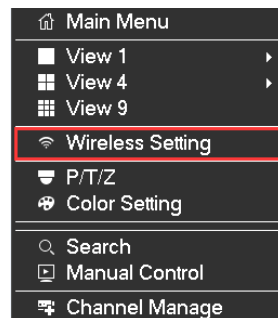 Main Menu
View 1
View 4
View 9
Wireless Setting
P/T/Z
Color Setting
Search
Manual Control
Channel Manage